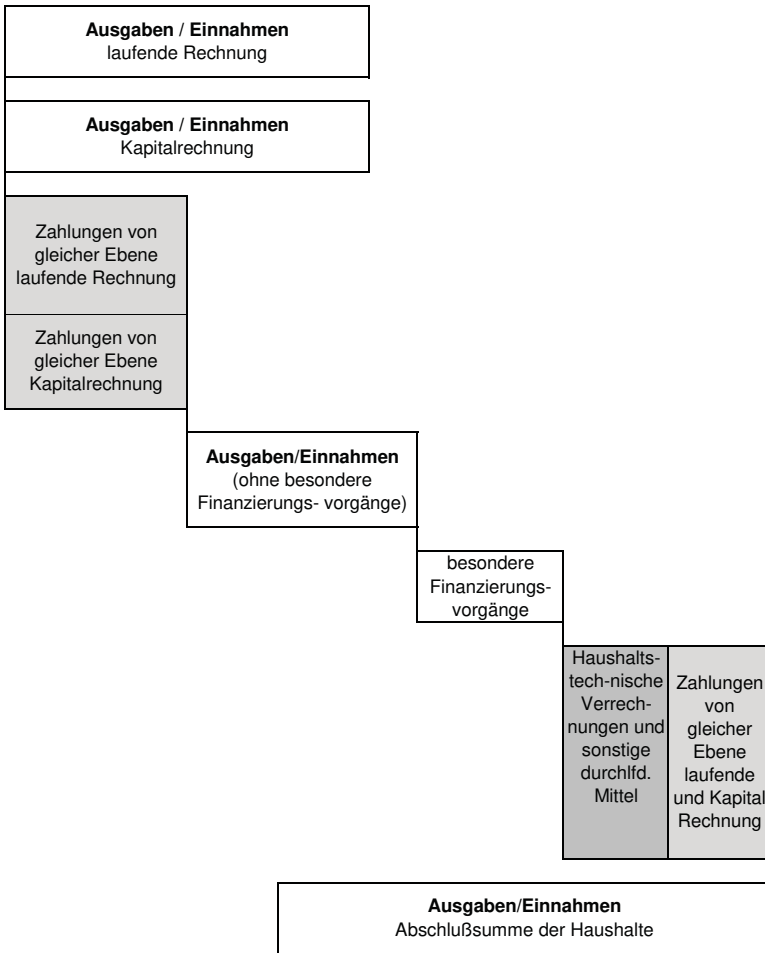 Ausgaben / Einnahmen
laufende Rechnung
Ausgaben / Einnahmen
Kapitalrechnung
Zahlungen von
gleicher Ebene
laufende Rechnung
Zahlungen von
gleicher Ebene
Kapitalrechnung
Ausgaben/Einnahmen
(ohne besondere
Finanzierungs- vorgänge)
besondere
Finanzierungs-
vorgänge
Haushalts-
tech-nische
Verrech-
nungen und
sonstige
durchlfd.
Mittel
Zahlungen
von
gleicher
Ebene
laufende
und Kapital
Rechnung
Ausgaben/Einnahmen
Abschlußsumme der Haushalte